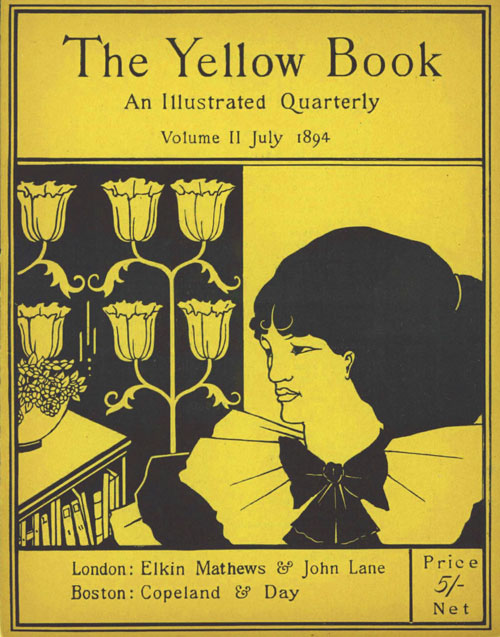 The Yellow Book
An Illustrated Quarterly
Volume II July 1894
London: Elkin Mathews & John Lane
Boston: Copeland & Day
Price
5/-
Net